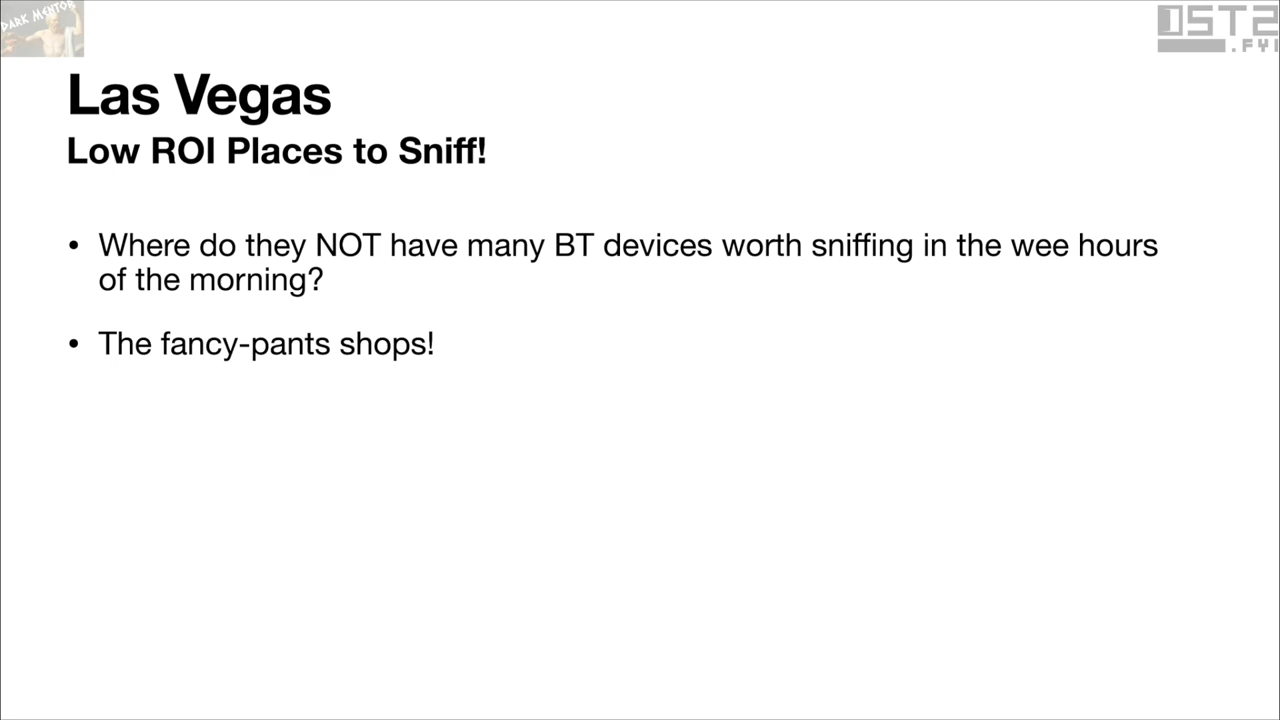 DARK MENTOR
OST2
.FYI
Las Vegas
Low ROI Places to Sniff!
• Where do they NOT have many BT devices worth sniffing in the wee hours
of the morning?
• The fancy-pants shops!